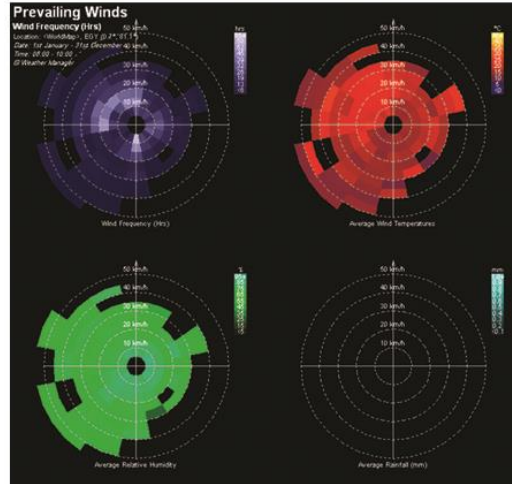 Prevailing Winds
Wind Frequency (Hrs)
Location: <WorldMap>, EGY
Date: 1st January - 31st December
Time: 00:00 -
© Weather Manager
50 km/h
40 km/h
30 km/h
20 km/h
10 km/h
hrs
Wind Frequency (Hrs)
50 km/h
40 km/h
30 km/h
20 km/h
10 km/h
°C
Average Wind Temperatures
50 km/h
40 km/h
30 km/h
20 km/h
10 km/h
%
Average Relative Humidity
50 km/h
40 km/h
30 km/h
20 km/h
10 km/h
mm
Average Rainfall (mm)